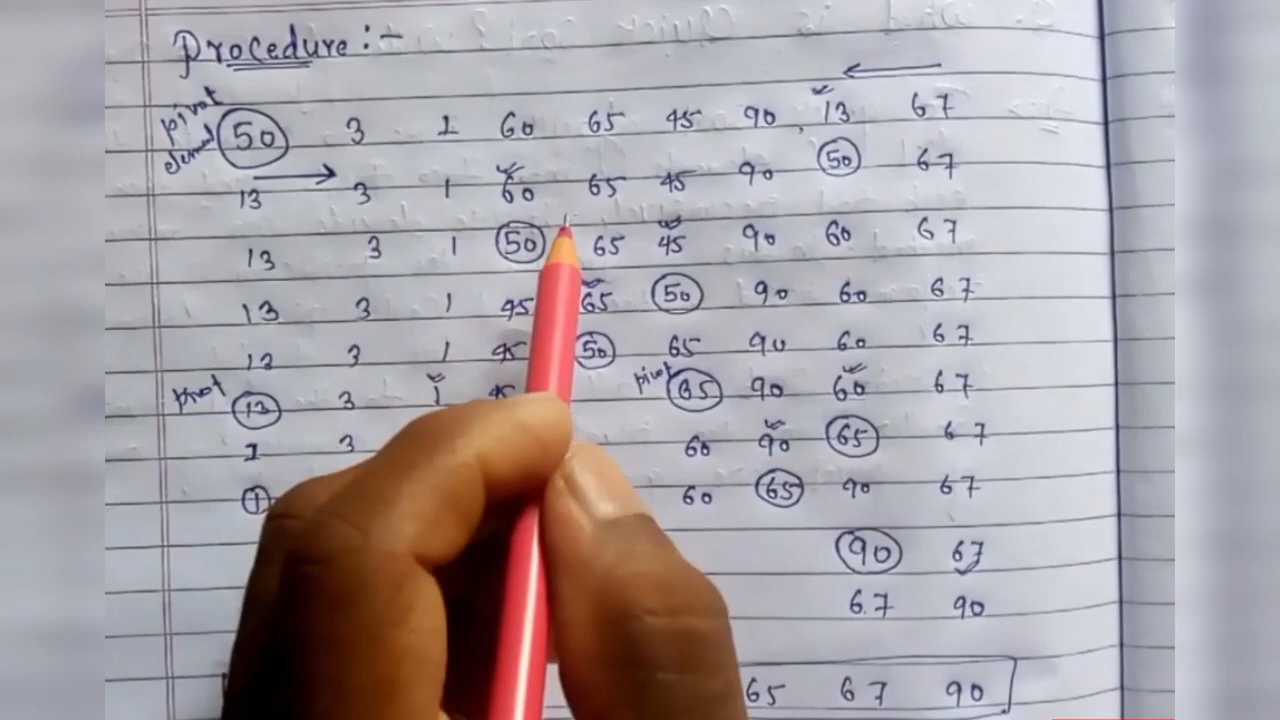 Procedure :-
pivot
element
50 3 1 60 65 45 90 13 67
13 3 1 60 65 45 90 50 67
13 3 1 50 65 45 90 60 67
13 3 1 45 65 50 90 60 67
13 3 1 45 50 65 90 60 67
pivot 13 3 1 45 pivot 65 90 60 67
1 3 60 90 65 67
1 60 65 90 67
90 67
67 90
65 67 90